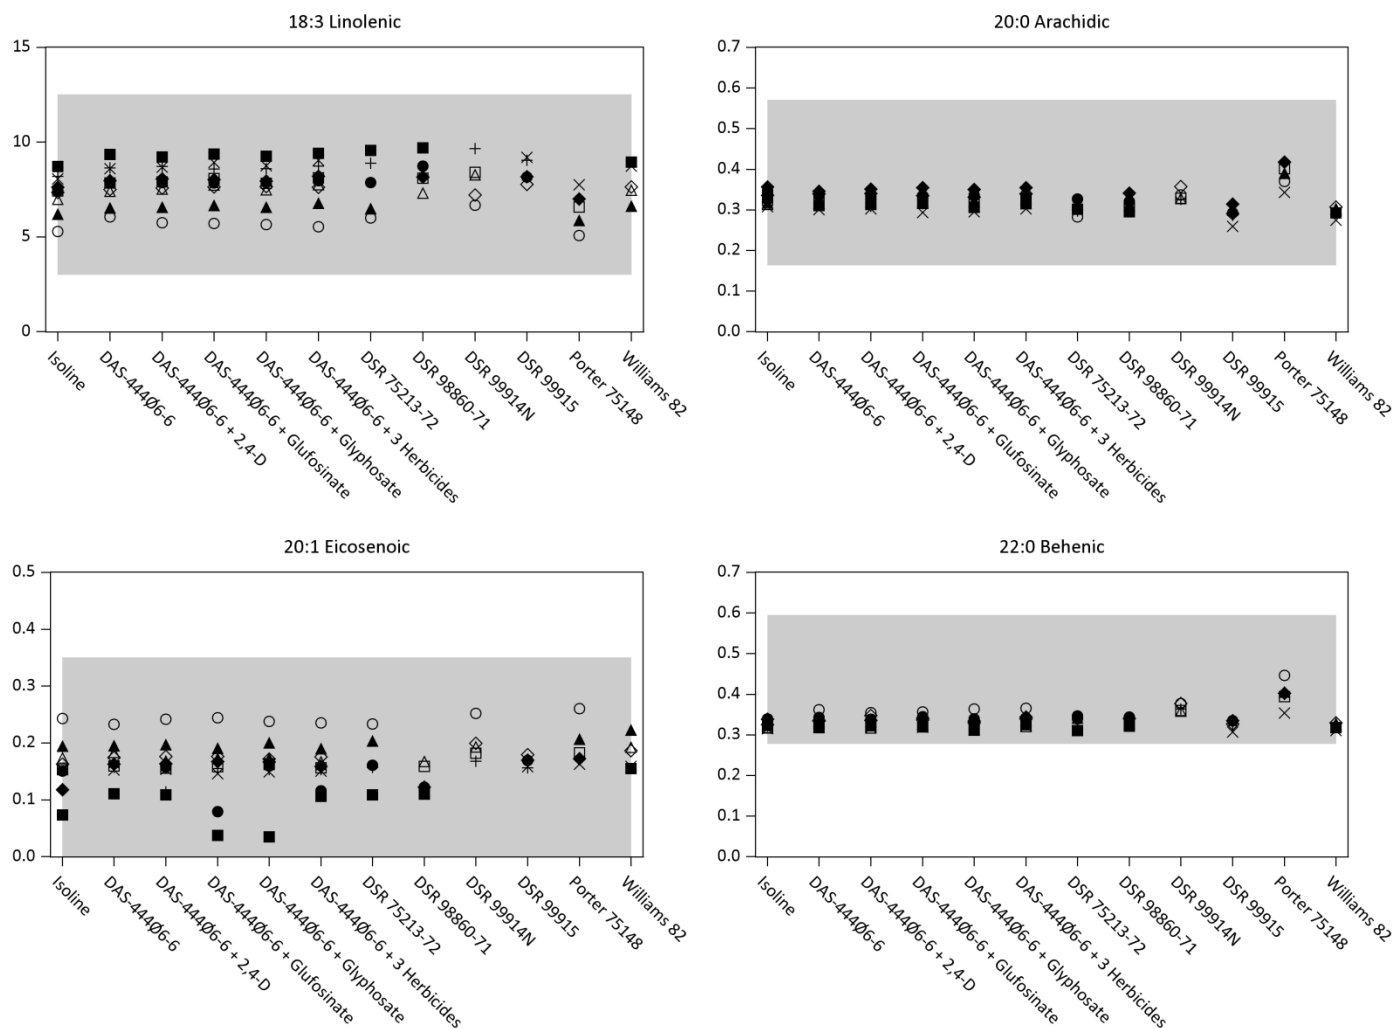 18:3 Linolenic
15
10
5
0
Isoline
DAS-444Ø6-6
DAS-444Ø6-6 + 2,4-D
DAS-444Ø6-6 + Glufosinate
DAS-444Ø6-6 + Glyphosate
DAS-444Ø6-6 + 3 Herbicides
DSR 75213-72
DSR 98860-71
DSR 99914N
DSR 99915
Porter 75148
Williams 82
20:0 Arachidic
0.7
0.6
0.5
0.4
0.3
0.2
0.1
0.0
Isoline
DAS-444Ø6-6
DAS-444Ø6-6 + 2,4-D
DAS-444Ø6-6 + Glufosinate
DAS-444Ø6-6 + Glyphosate
DAS-444Ø6-6 + 3 Herbicides
DSR 75213-72
DSR 98860-71
DSR 99914N
DSR 99915
Porter 75148
Williams 82
20:1 Eicosenoic
0.5
0.4
0.3
0.2
0.1
0.0
Isoline
DAS-444Ø6-6
DAS-444Ø6-6 + 2,4-D
DAS-444Ø6-6 + Glufosinate
DAS-444Ø6-6 + Glyphosate
DAS-444Ø6-6 + 3 Herbicides
DSR 75213-72
DSR 98860-71
DSR 99914N
DSR 99915
Porter 75148
Williams 82
22:0 Behenic
0.7
0.6
0.5
0.4
0.3
0.2
0.1
0.0
Isoline
DAS-444Ø6-6
DAS-444Ø6-6 + 2,4-D
DAS-444Ø6-6 + Glufosinate
DAS-444Ø6-6 + Glyphosate
DAS-444Ø6-6 + 3 Herbicides
DSR 75213-72
DSR 98860-71
DSR 99914N
DSR 99915
Porter 75148
Williams 82